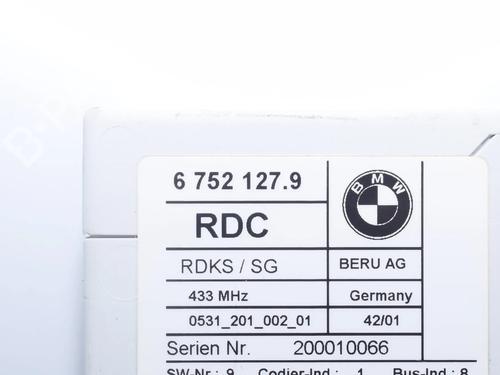 6 752 127.9
BMW
RDC
RDKS / SG
BERU AG
433 MHz
Germany
0531_201_002_01
42/01
Serien Nr. 200010066
SW-Nr.: 9 Codier-Ind.: 1 Bus-Ind.: 8